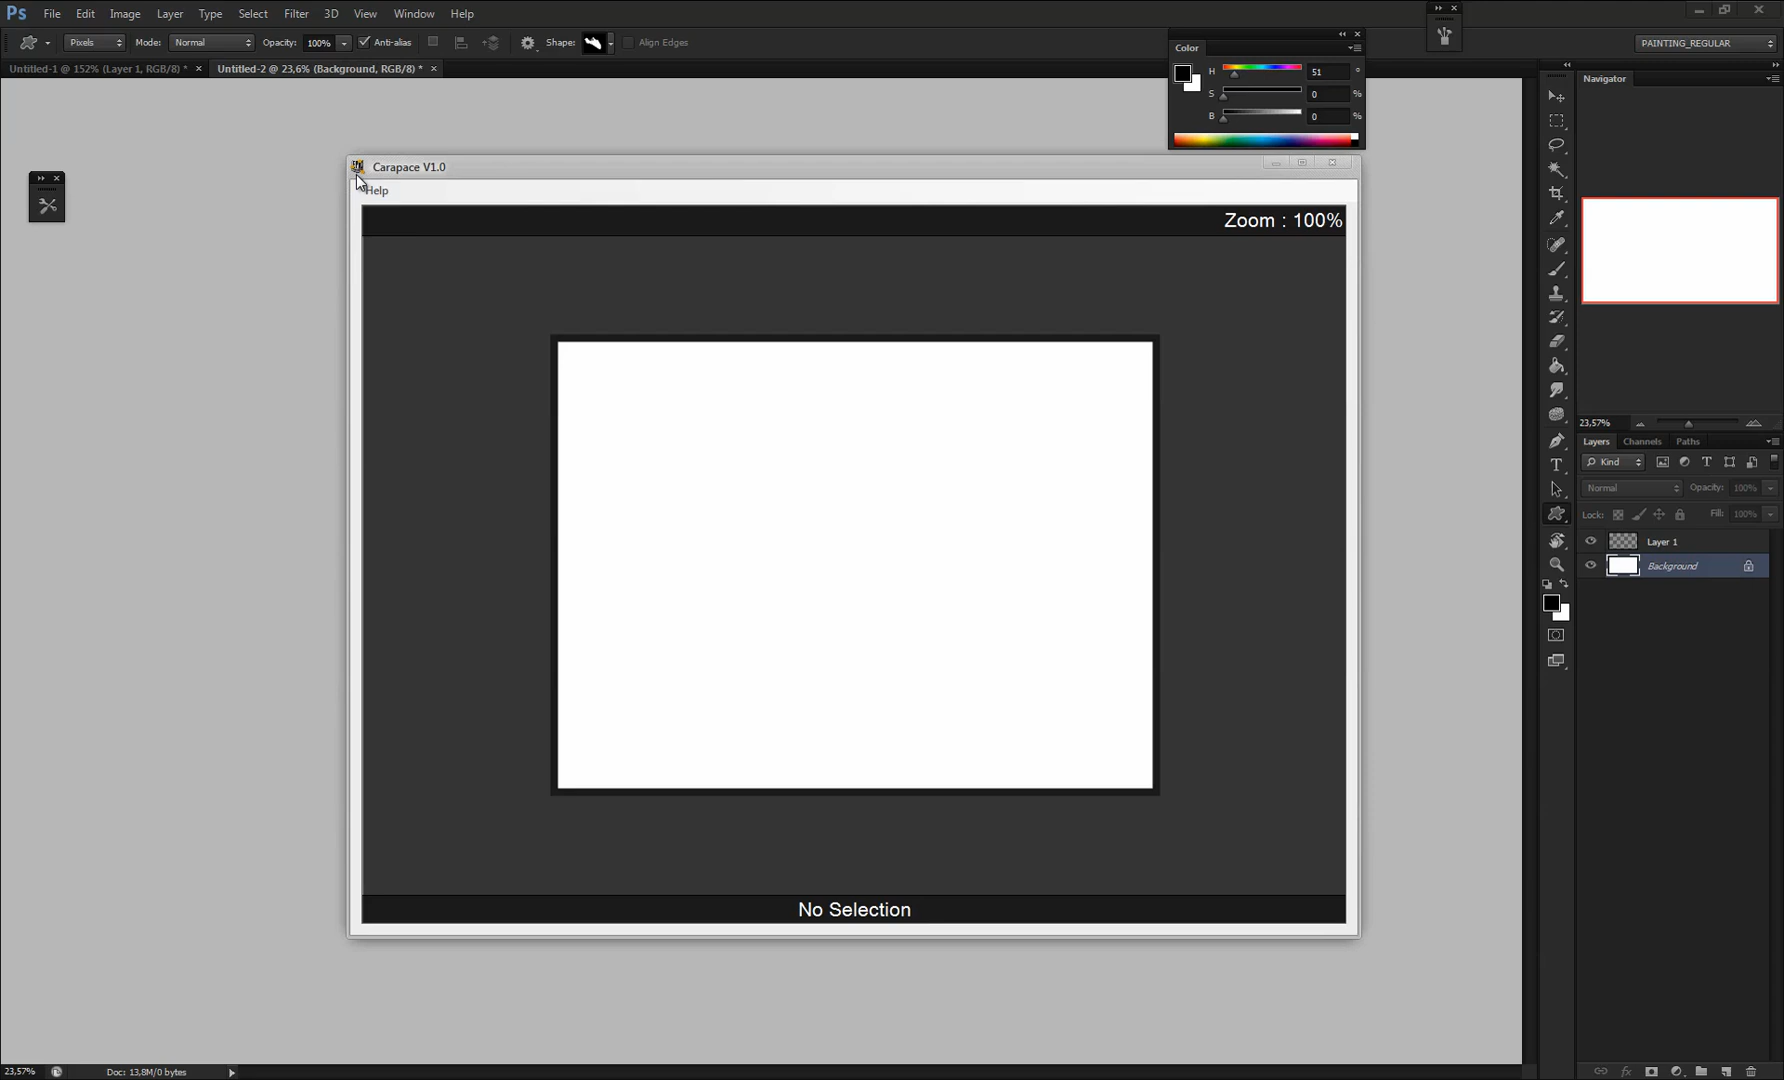 Ps File Edit Image Layer Type Select Filter 3D View Window Help
Pixels Mode: Normal Opacity: 100% Anti-alias Shape: Align Edges PAINTING_REGULAR
Untitled-1 @ 152% (Layer 1, RGB/8) * × Untitled-2 @ 23,6% (Background, RGB/8) * ×
Color
H 51 °
S 0 %
B 0 %
Navigator
Carapace V1.0
Help
Zoom : 100%
No Selection
23,57%
Layers Channels Paths
Kind
Normal Opacity: 100%
Lock: Fill: 100%
Layer 1
Background
23,57% Doc: 13,8M/0 bytes